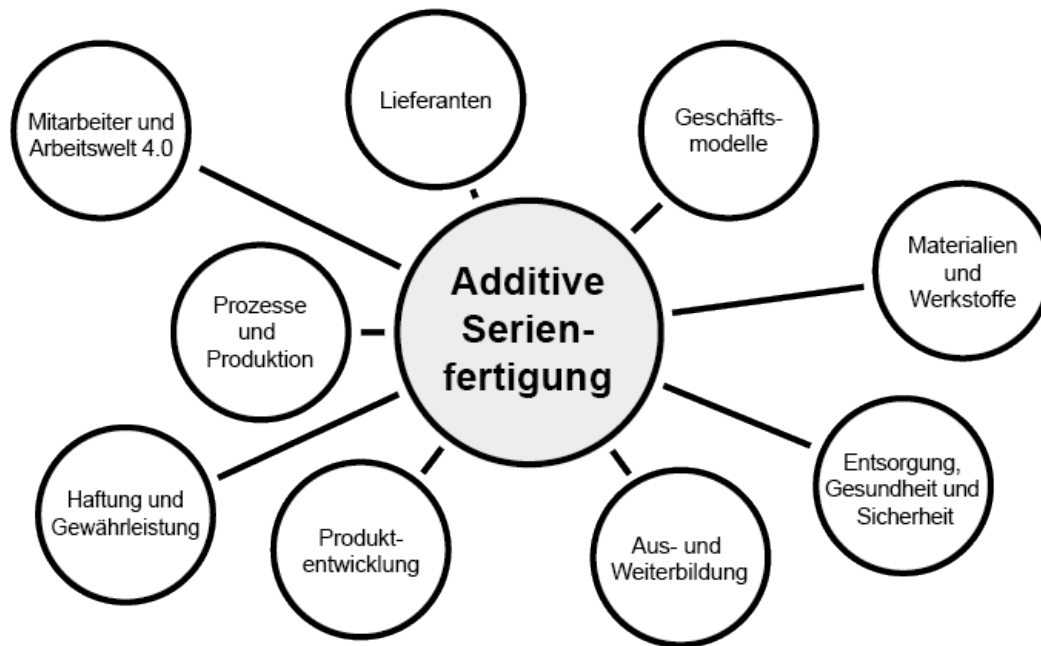 Lieferanten
Mitarbeiter und
Arbeitswelt 4.0
Geschäfts-
modelle
Materialien
und
Werkstoffe
Additive
Serien-
fertigung
Prozesse
und
Produktion
Entsorgung,
Gesundheit und
Sicherheit
Haftung und
Gewährleistung
Produkt-
entwicklung
Aus- und
Weiterbildung